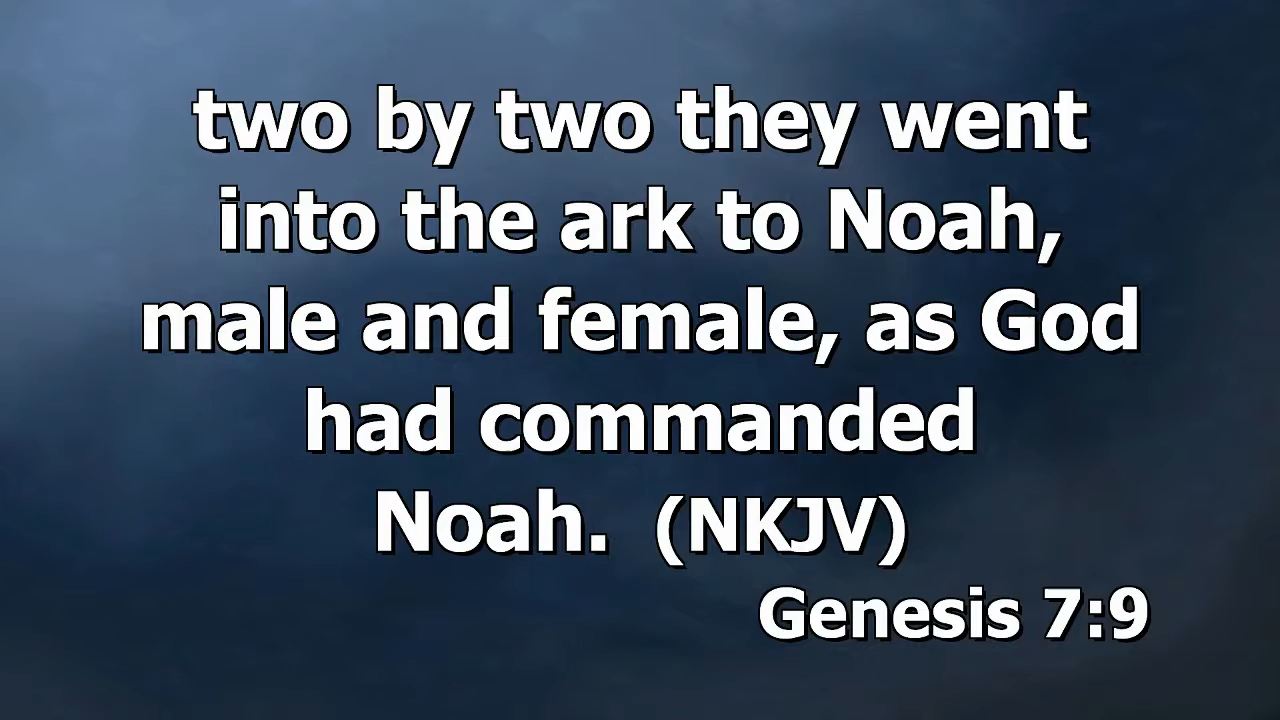 two by two they went
into the ark to Noah,
male and female, as God
had commanded
Noah. (NKJV)
Genesis 7:9